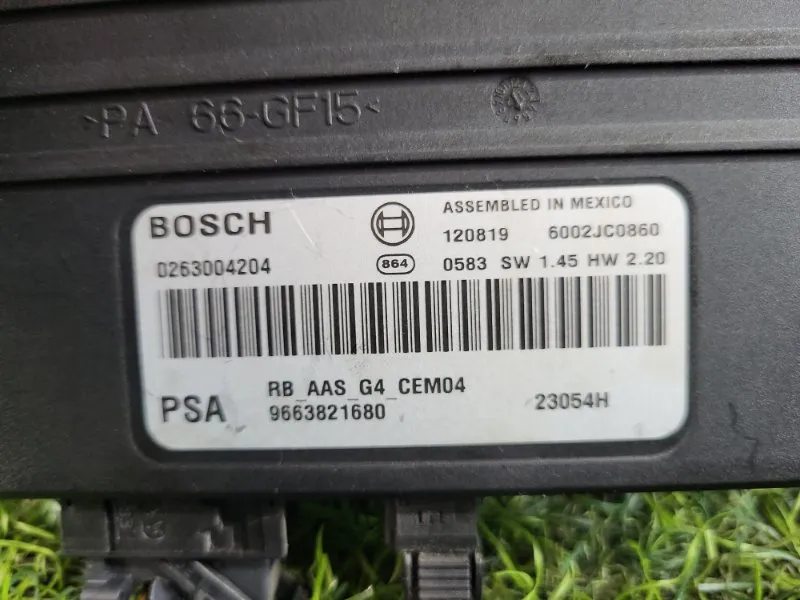 >PA 66-GF15<
BOSCH
ASSEMBLED IN MEXICO
120819 6002JC0860
0263004204
864
0583 SW 1.45 HW 2.20
RB_AAS_G4_CEM04
PSA
9663821680
23054H